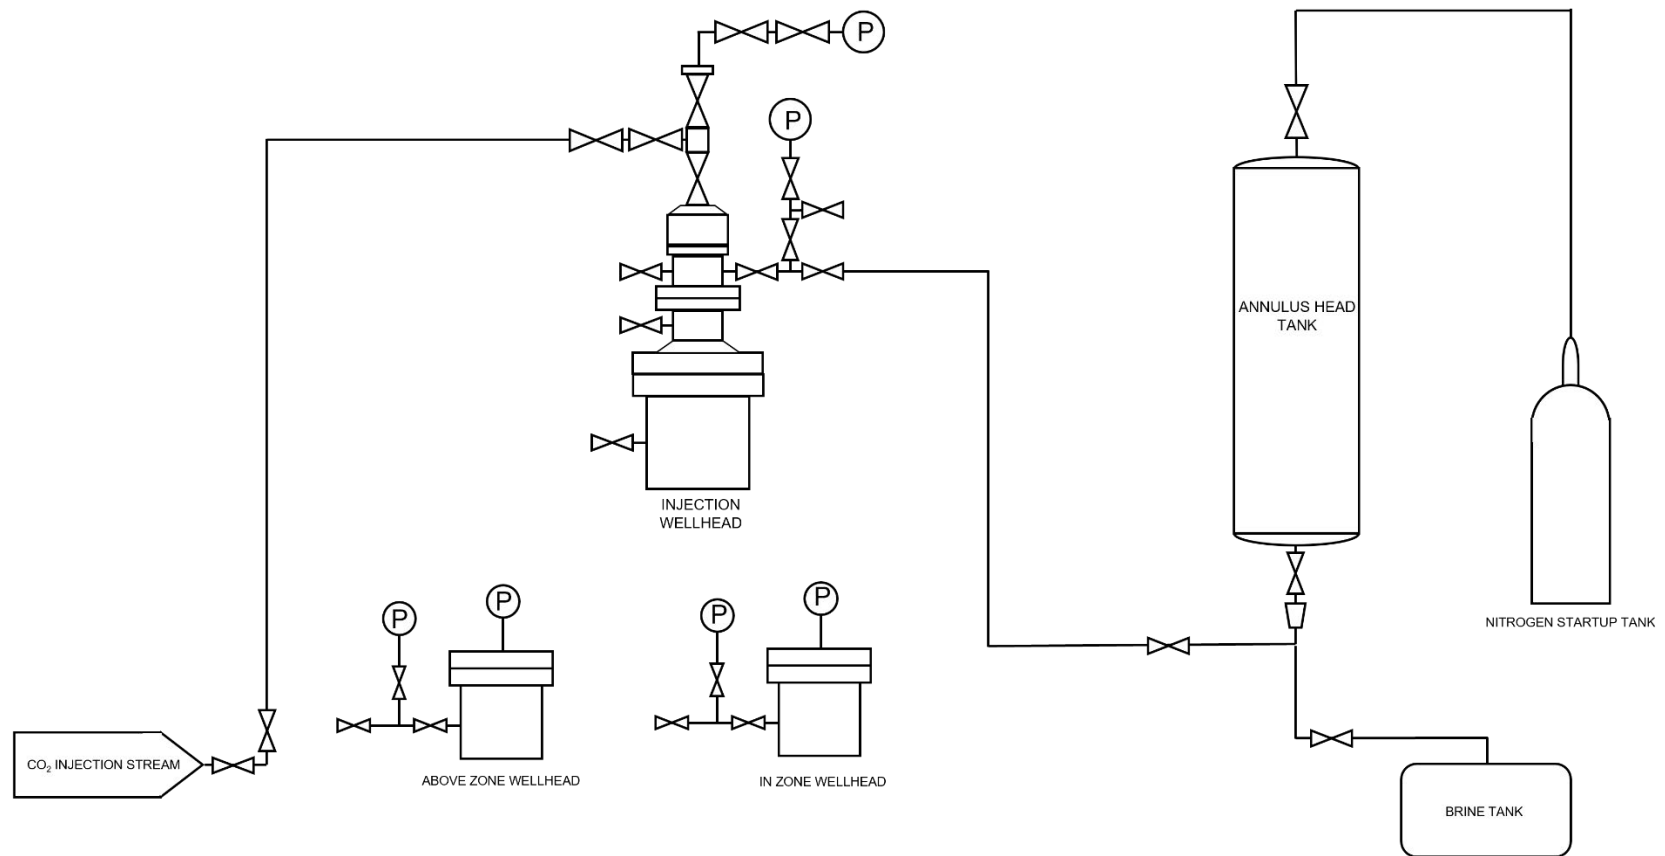 P
P
ANNULUS HEAD
TANK
INJECTION
WELLHEAD
P
P
P
P
NITROGEN STARTUP TANK
CO₂ INJECTION STREAM
ABOVE ZONE WELLHEAD
IN ZONE WELLHEAD
BRINE TANK